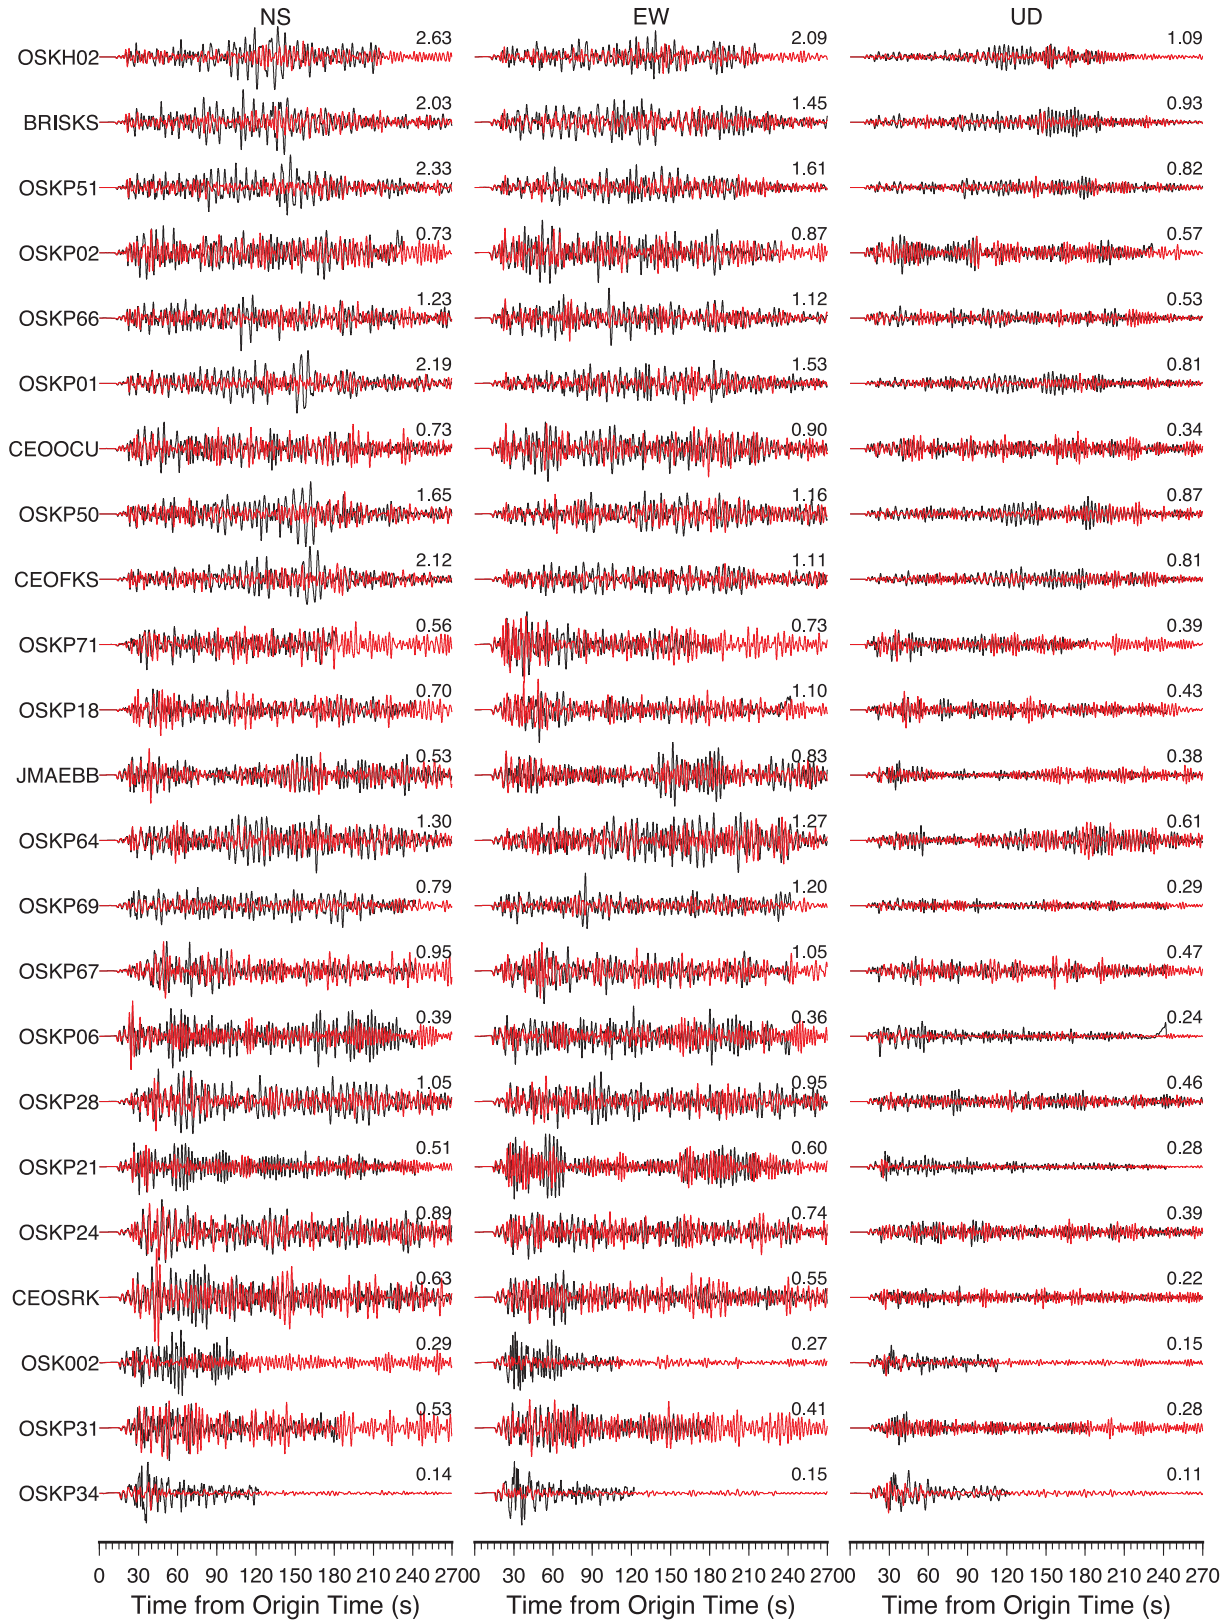 NS EW UD
OSKH02 2.63 2.09 1.09
BRISKS 2.03 1.45 0.93
OSKP51 2.33 1.61 0.82
OSKP02 0.73 0.87 0.57
OSKP66 1.23 1.12 0.53
OSKP01 2.19 1.53 0.81
CEOOCU 0.73 0.90 0.34
OSKP50 1.65 1.16 0.87
CEOFKS 2.12 1.11 0.81
OSKP71 0.56 0.73 0.39
OSKP18 0.70 1.10 0.43
JMAEBB 0.53 0.83 0.38
OSKP64 1.30 1.27 0.61
OSKP69 0.79 1.20 0.29
OSKP67 0.95 1.05 0.47
OSKP06 0.39 0.36 0.24
OSKP28 1.05 0.95 0.46
OSKP21 0.51 0.60 0.28
OSKP24 0.89 0.74 0.39
CEOSRK 0.63 0.55 0.22
OSK002 0.29 0.27 0.15
OSKP31 0.53 0.41 0.28
OSKP34 0.14 0.15 0.11
0 30 60 90 120 150 180 210 240 270 0 30 60 90 120 150 180 210 240 270 0 30 60 90 120 150 180 210 240 270
Time from Origin Time (s) Time from Origin Time (s) Time from Origin Time (s)